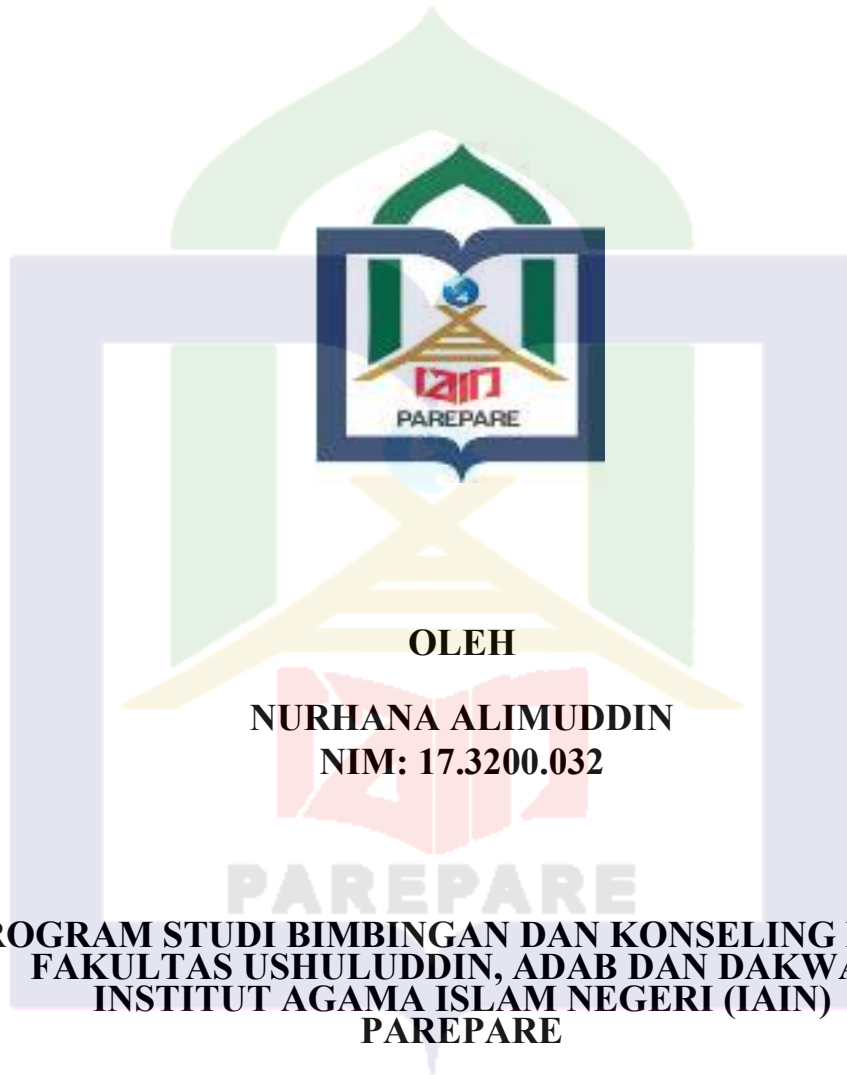 iain
PAREPARE
OLEH
NURHANA ALIMUDDIN
NIM: 17.3200.032
PAREPARE
ROGRAM STUDI BIMBINGAN DAN KONSELING
FAKULTAS USHULUDDIN, ADAB DAN DAKWA
INSTITUT AGAMA ISLAM NEGERI (IAIN)
PAREPARE